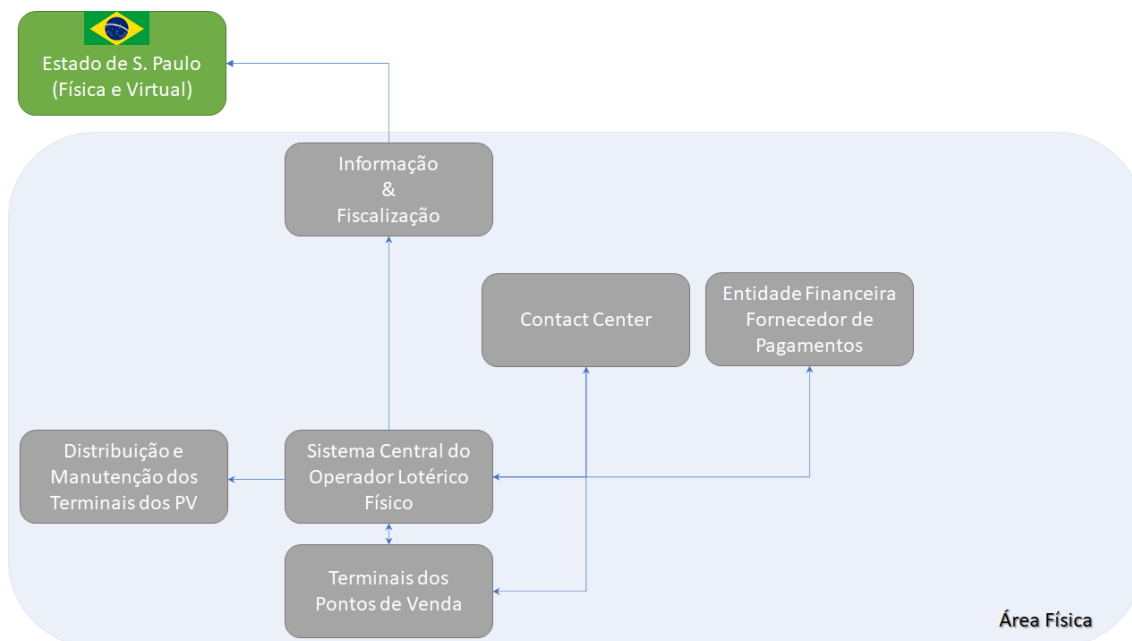 Estado de S. Paulo
(Física e Virtual)
Informação
&
Fiscalização
Contact Center
Entidade Financeira
Fornecedor de
Pagamentos
Distribuição e
Manutenção dos
Terminais dos PV
Sistema Central do
Operador Lotérico
Físico
Terminais dos
Pontos de Venda
Área Física